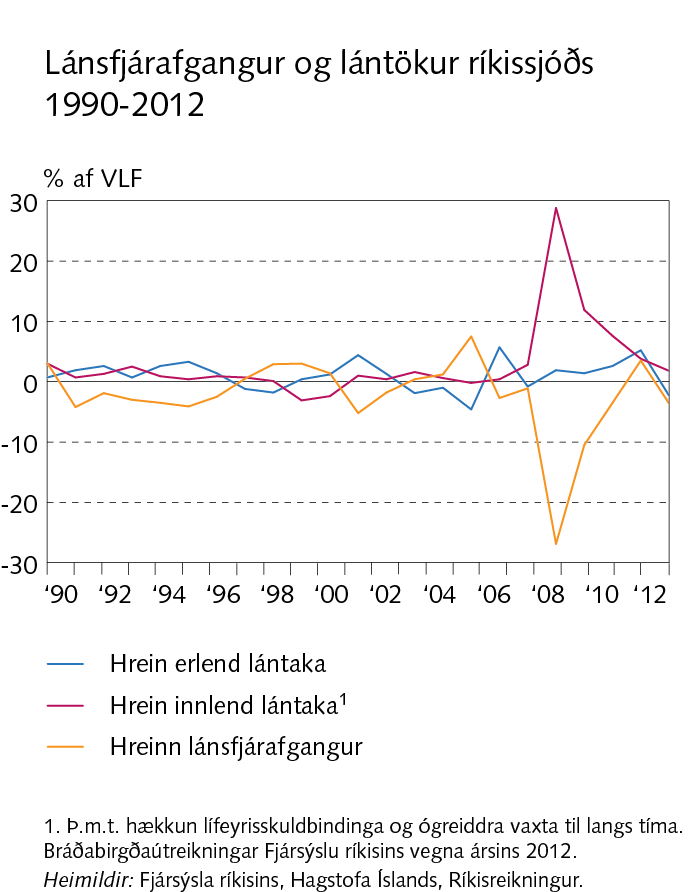 Lánsfjárafgangur og lántökur ríkissjóðs
1990-2012
% af VLF
30
20
10
0
-10
-20
-30
‘90 ‘92 ‘94 ‘96 ‘98 ‘00 ‘02 ‘04 ‘06 ‘08 ‘10 ‘12
Hrein erlend lántaka
Hrein innlend lántaka¹
Hreinn lánsfjárafgangur
1. Þ.m.t. hækkun lífeyrisskuldbindinga og ógreiddra vaxta til langs tíma.
Bráðabirgðaútreikningar Fjársýslu ríkisins vegna ársins 2012.
Heimildir: Fjársýsla ríkisins, Hagstofa Íslands, Ríkisreikningur.